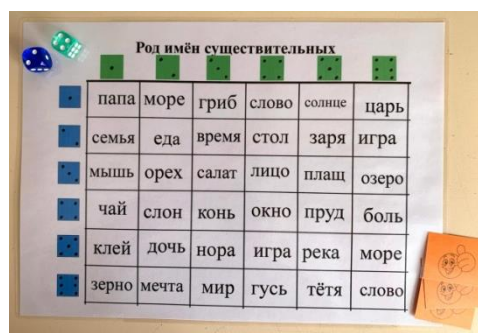 Род имён существительных
папа море гриб слово солнце царь
семья еда время стол заря игра
мышь орех салат лицо плащ озеро
чай слон конь окно пруд боль
клей дочь нора игра река море
зерно мечта мир гусь тётя слово